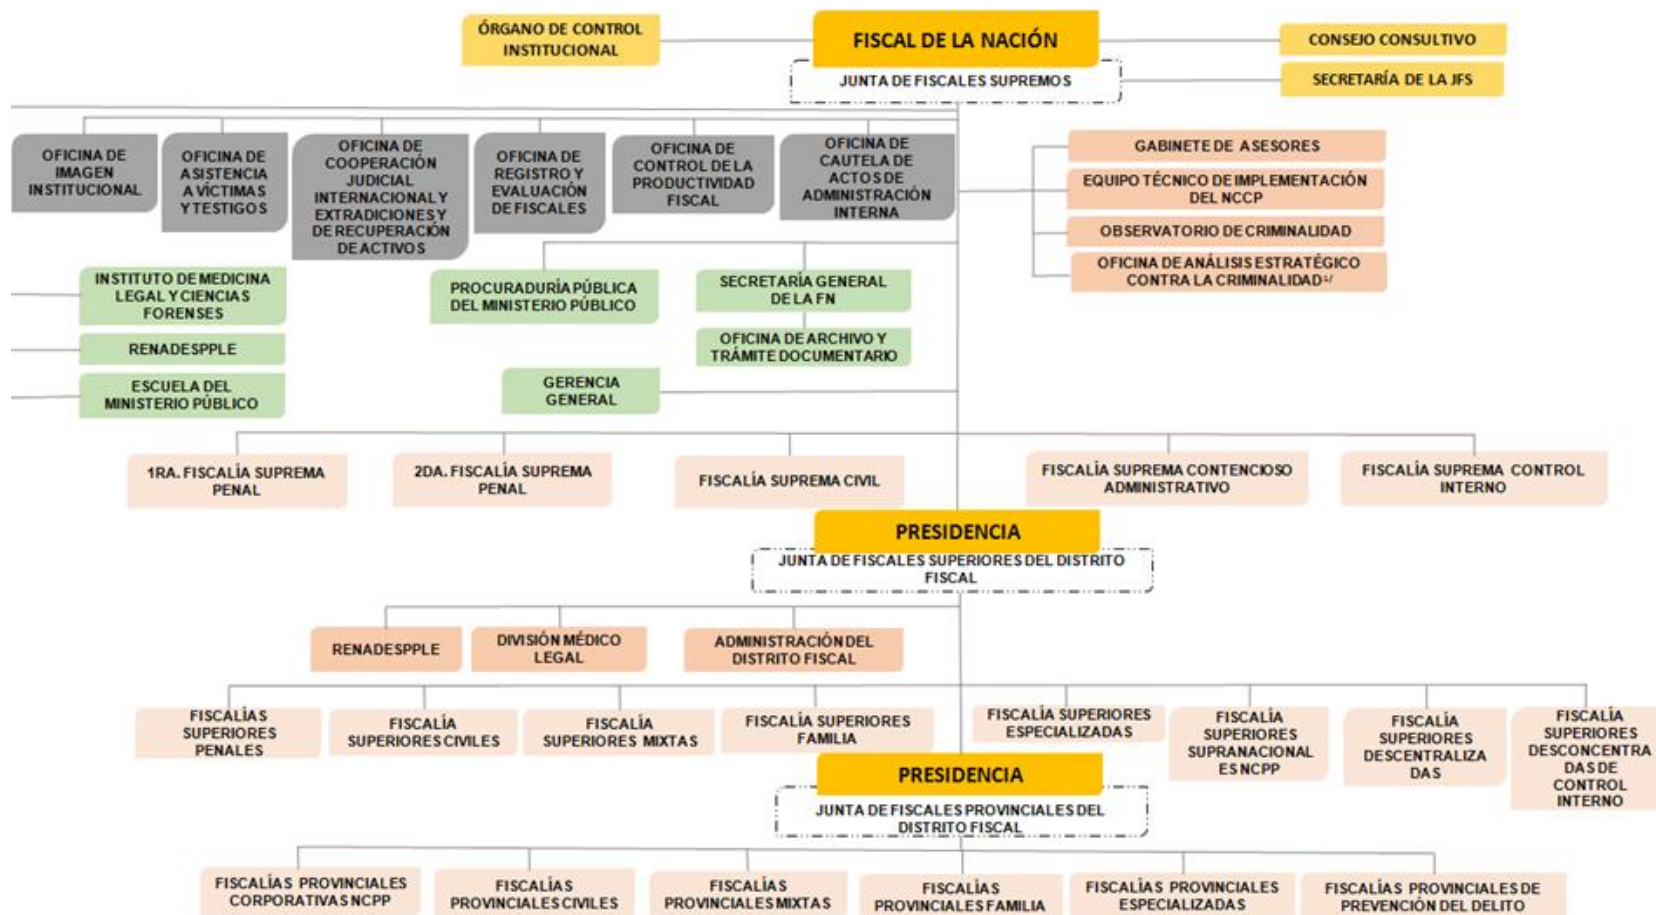 ÓRGANO DE CONTROL
INSTITUCIONAL
FISCAL DE LA NACIÓN
CONSEJO CONSULTIVO
JUNTA DE FISCALES SUPREMOS
SECRETARÍA DE LA JFS
OFICINA DE
IMAGEN
INSTITUCIONAL
OFICINA DE
ASISTENCIA
A VÍCTIMAS
Y TESTIGOS
OFICINA DE
COOPERACIÓN
JUDICIAL
INTERNACIONAL Y
EXTRADICIONES Y
DE RECUPERACIÓN
DE ACTIVOS
OFICINA DE
REGISTRO Y
EVALUACIÓN
DE FISCALES
OFICINA DE
CONTROL DE LA
PRODUCTIVIDAD
FISCAL
OFICINA DE
CAUTELA DE
ACTOS DE
ADMINISTRACIÓN
INTERNA
GABINETE DE ASESORES
EQUIPO TÉCNICO DE IMPLEMENTACIÓN
DEL NCCP
OBSERVATORIO DE CRIMINALIDAD
OFICINA DE ANÁLISIS ESTRATÉGICO
CONTRA LA CRIMINALIDAD
INSTITUTO DE MEDICINA
LEGAL Y CIENCIAS
FORENSES
PROCURADURÍA PÚBLICA
DEL MINISTERIO PÚBLICO
SECRETARÍA GENERAL
DE LA FN
RENADESPPLE
OFICINA DE ARCHIVO Y
TRÁMITE DOCUMENTARIO
ESCUELA DEL
MINISTERIO PÚBLICO
GERENCIA
GENERAL
1RA. FISCALÍA SUPREMA
PENAL
2DA. FISCALÍA SUPREMA
PENAL
FISCALÍA SUPREMA CIVIL
FISCALÍA SUPREMA CONTENCIOSO
ADMINISTRATIVO
FISCALÍA SUPREMA CONTROL
INTERNO
PRESIDENCIA
JUNTA DE FISCALES SUPERIORES DEL DISTRITO
FISCAL
RENADESPPLE
DIVISIÓN MÉDICO
LEGAL
ADMINISTRACIÓN DEL
DISTRITO FISCAL
FISCALÍAS
SUPERIORES
PENALES
FISCALÍA
SUPERIORES CIVILES
FISCALÍA
SUPERIORES MIXTAS
FISCALÍA SUPERIORES
FAMILIA
FISCALÍA SUPERIORES
ESPECIALIZADAS
FISCALÍA
SUPERIORES
SUPRANACIONAL
ES NCPP
FISCALÍA
SUPERIORES
DESCENTRALIZA
DAS
FISCALÍA
SUPERIORES
DESCONCENTRA
DAS DE
CONTROL
INTERNO
PRESIDENCIA
JUNTA DE FISCALES PROVINCIALES DEL
DISTRITO FISCAL
FISCALÍAS PROVINCIALES
CORPORATIVAS NCPP
FISCALÍAS
PROVINCIALES CIVILES
FISCALÍAS
PROVINCIALES MIXTAS
FISCALÍAS
PROVINCIALES FAMILIA
FISCALÍAS PROVINCIALES
ESPECIALIZADAS
FISCALÍAS PROVINCIALES DE
PREVENCIÓN DEL DELITO